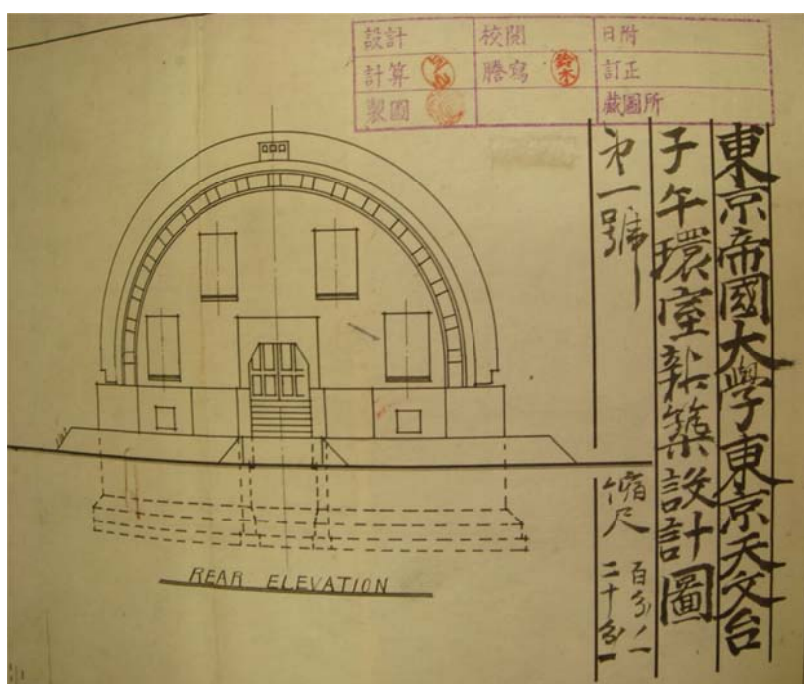 設計 校閲 日附
計算 謄寫 鈴木 訂正
製圖 藏圖所
東京帝國大學東京天文台
子午環室新築設計圖
第一號
縮尺 百分ノ一 二十分ノ一
REAR ELEVATION